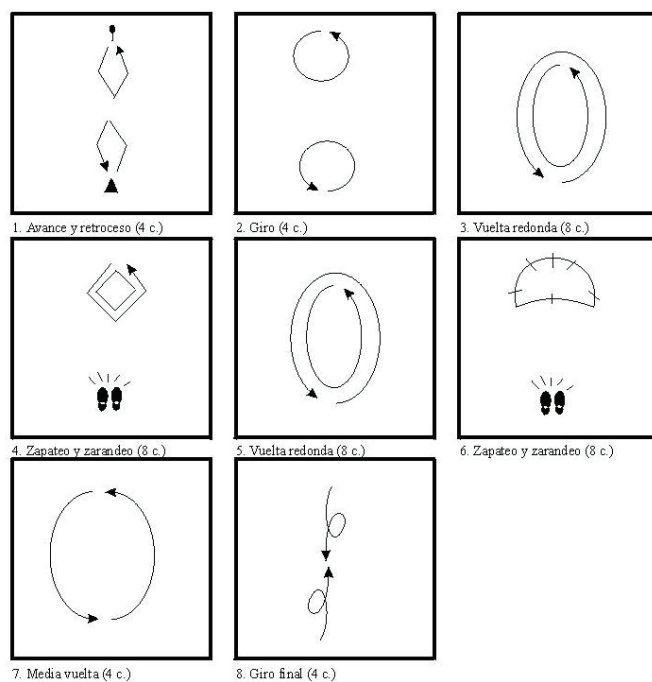 1. Avance y retroceso (4 c.)
2. Giro (4 c.)
3. Vuelta redonda (8 c.)
4. Zapateo y zarandeo (8 c.)
5. Vuelta redonda (8 c.)
6. Zapateo y zarandeo (8 c.)
7. Media vuelta (4 c.)
8. Giro final (4 c.)